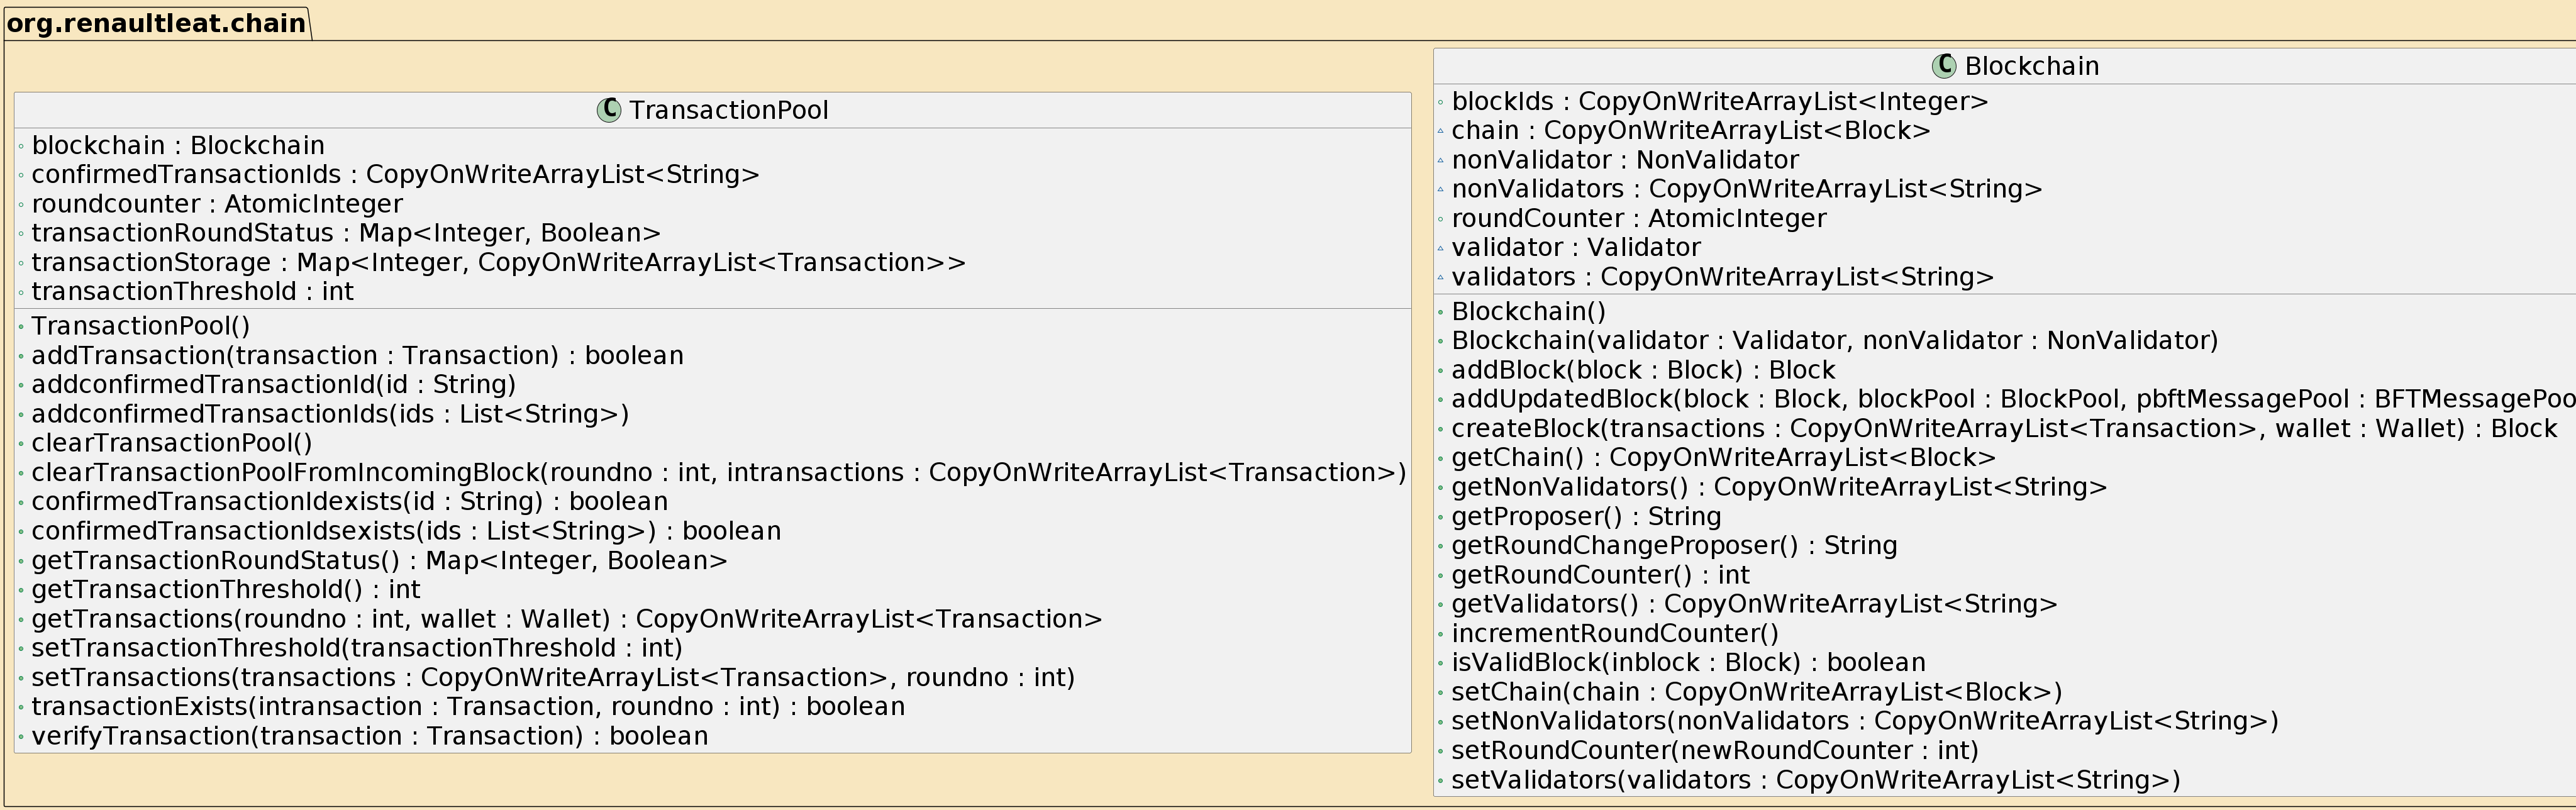 org.renaultleat.chain
C TransactionPool
blockchain : Blockchain
confirmedTransactionIds : CopyOnWriteArrayList<String>
roundcounter : AtomicInteger
transactionRoundStatus : Map<Integer, Boolean>
transactionStorage : Map<Integer, CopyOnWriteArrayList<Transaction>>
transactionThreshold : int
TransactionPool()
addTransaction(transaction : Transaction) : boolean
addconfirmedTransactionId(id : String)
addconfirmedTransactionIds(ids : List<String>)
clearTransactionPool()
clearTransactionPoolFromIncomingBlock(roundno : int, intransactions : CopyOnWriteArrayList<Transaction>)
confirmedTransactionIdexists(id : String) : boolean
confirmedTransactionIdsexists(ids : List<String>) : boolean
getTransactionRoundStatus() : Map<Integer, Boolean>
getTransactionThreshold() : int
getTransactions(roundno : int, wallet : Wallet) : CopyOnWriteArrayList<Transaction>
setTransactionThreshold(transactionThreshold : int)
setTransactions(transactions : CopyOnWriteArrayList<Transaction>, roundno : int)
transactionExists(intransaction : Transaction, roundno : int) : boolean
verifyTransaction(transaction : Transaction) : boolean
C Blockchain
blockIds : CopyOnWriteArrayList<Integer>
chain : CopyOnWriteArrayList<Block>
nonValidator : NonValidator
nonValidators : CopyOnWriteArrayList<String>
roundCounter : AtomicInteger
validator : Validator
validators : CopyOnWriteArrayList<String>
Blockchain()
Blockchain(validator : Validator, nonValidator : NonValidator)
addBlock(block : Block) : Block
addUpdatedBlock(block : Block, blockPool : BlockPool, pbftMessagePool : BFTMessagePoo
createBlock(transactions : CopyOnWriteArrayList<Transaction>, wallet : Wallet) : Block
getChain() : CopyOnWriteArrayList<Block>
getNonValidators() : CopyOnWriteArrayList<String>
getProposer() : String
getRoundChangeProposer() : String
getRoundCounter() : int
getValidators() : CopyOnWriteArrayList<String>
incrementRoundCounter()
isValidBlock(inblock : Block) : boolean
setChain(chain : CopyOnWriteArrayList<Block>)
setNonValidators(nonValidators : CopyOnWriteArrayList<String>)
setRoundCounter(newRoundCounter : int)
setValidators(validators : CopyOnWriteArrayList<String>)